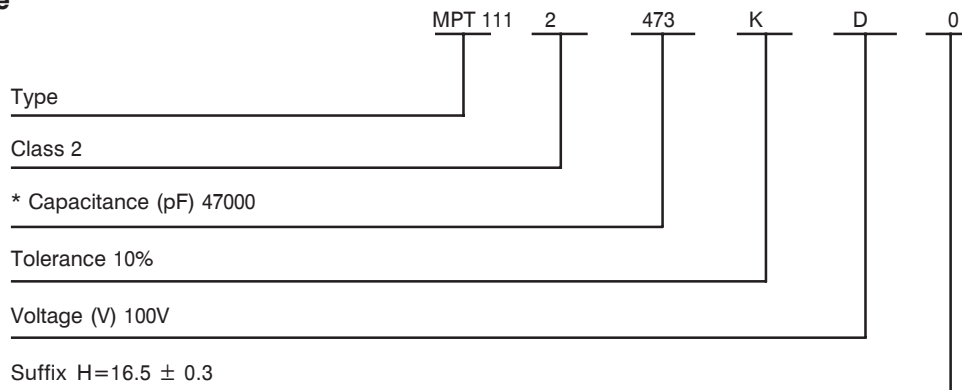 MPT 111 2 473 K D 0
Type
Class 2
* Capacitance (pF) 47000
Tolerance 10%
Voltage (V) 100V
Suffix H=16.5 ± 0.3